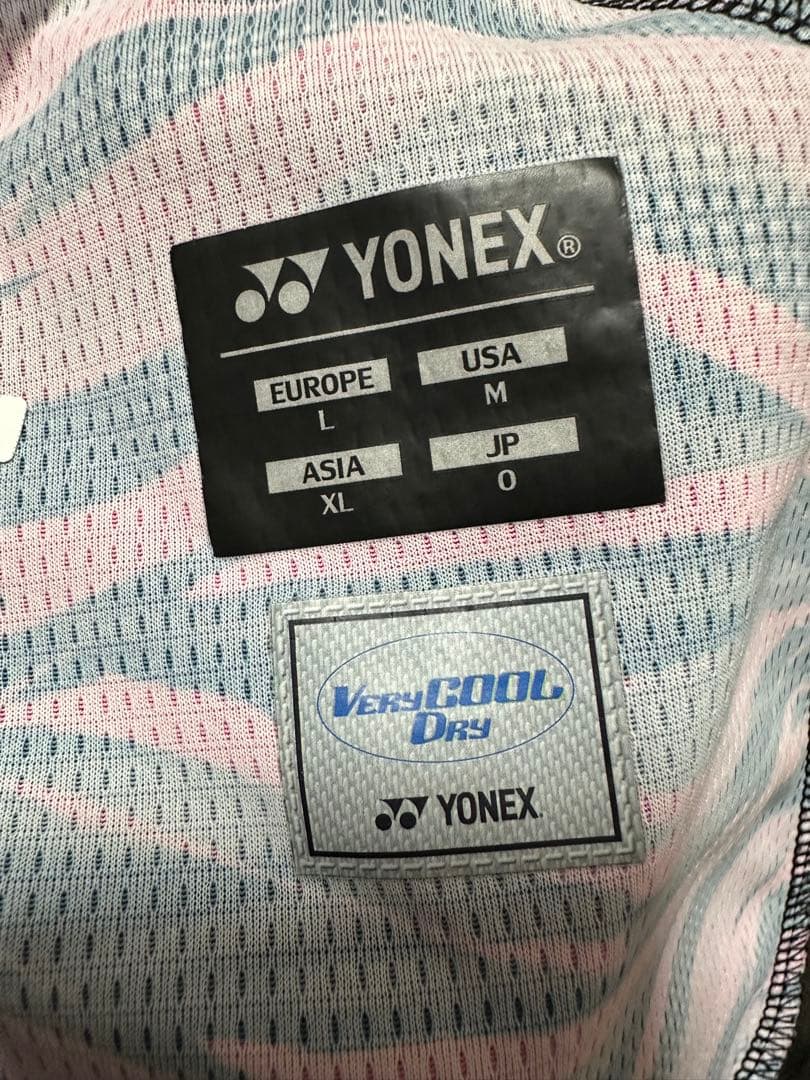 YONEX®
EUROPE
L
USA
M
ASIA
XL
JP
O
VERY COOL
DRY
YONEX